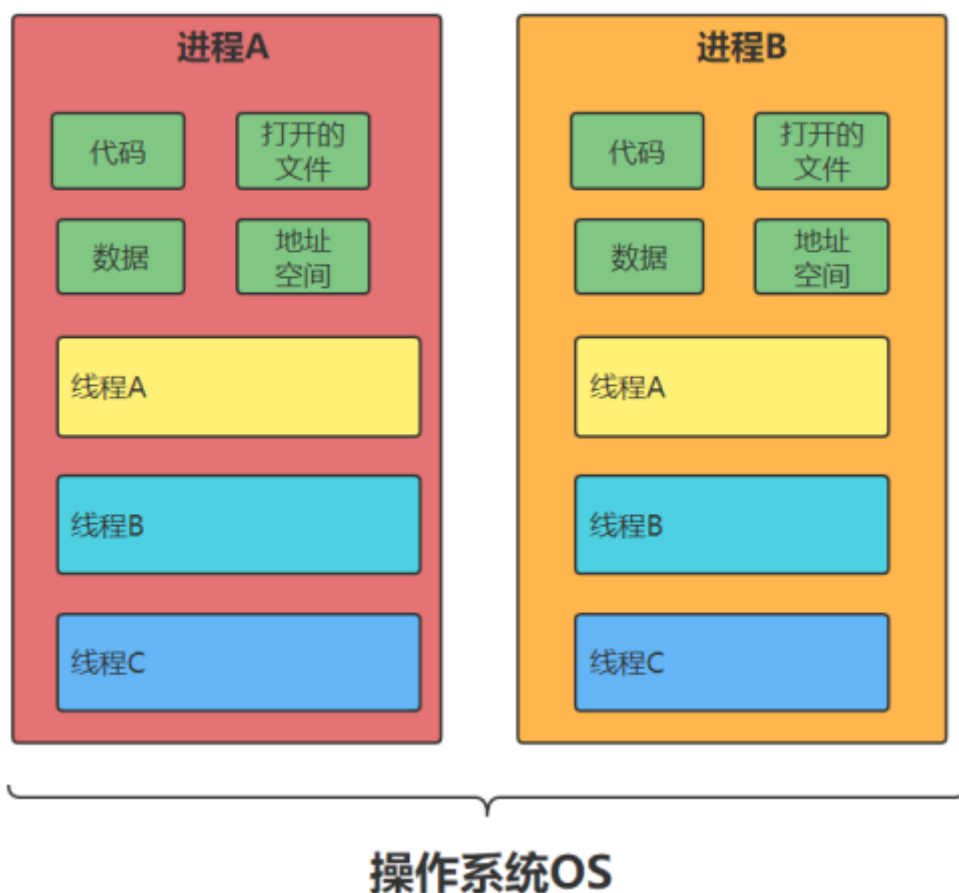 进程A
进程B
代码
打开的
文件
代码
打开的
文件
数据
地址
空间
数据
地址
空间
线程A
线程A
线程B
线程B
线程C
线程C
操作系统OS